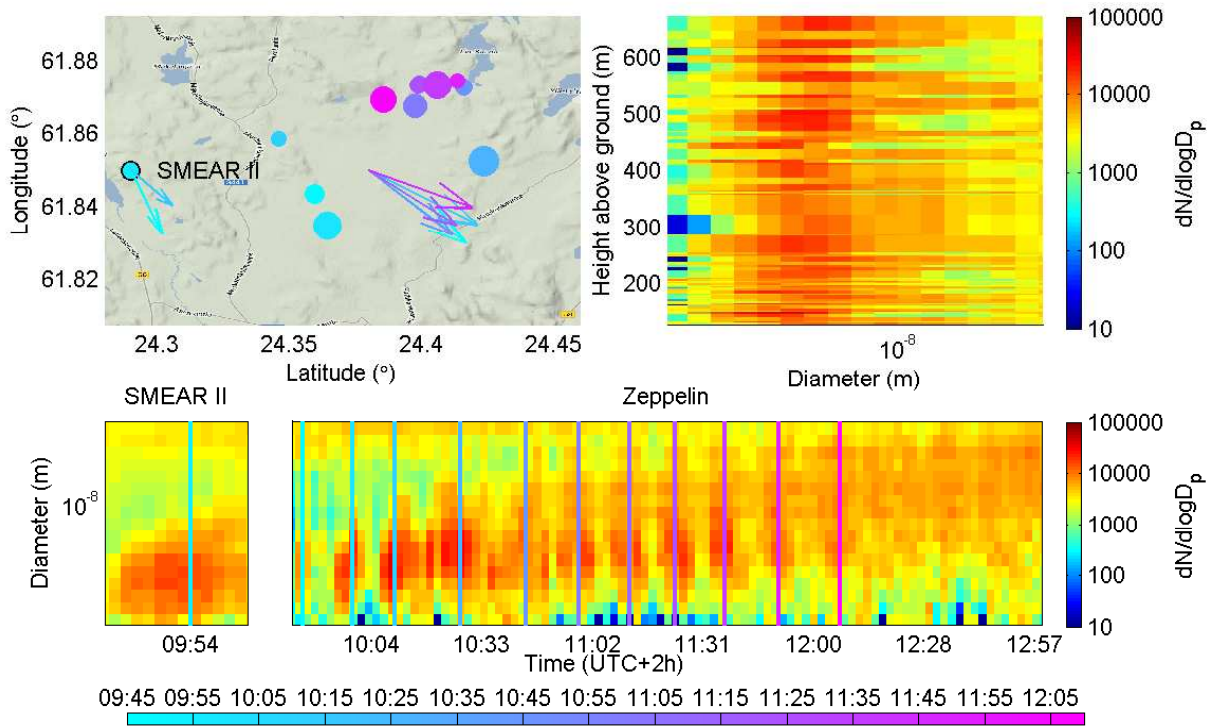 61.88
61.86
61.84
61.82
Longitude (°)
SMEAR II
24.3
24.35
24.4
24.45
Latitude (°)
600
500
400
300
200
Height above ground (m)
10-8
Diameter (m)
100000
10000
1000
100
10
dN/dlogDp
SMEAR II
Zeppelin
10-8
Diameter (m)
09:54
10:04
10:33
11:02
11:31
12:00
12:28
12:57
Time (UTC+2h)
100000
10000
1000
100
10
dN/dlogDp
09:45 09:55 10:05 10:15 10:25 10:35 10:45 10:55 11:05 11:15 11:25 11:35 11:45 11:55 12:05